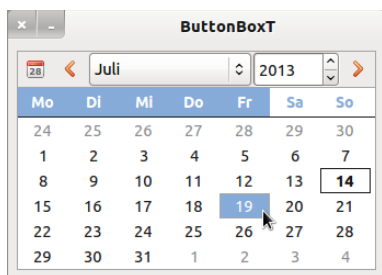 ButtonBoxT
28 Juli 2013
Mo Di Mi Do Fr Sa So
24 25 26 27 28 29 30
1 2 3 4 5 6 7
8 9 10 11 12 13 14
15 16 17 18 19 20 21
22 23 24 25 26 27 28
29 30 31 1 2 3 4